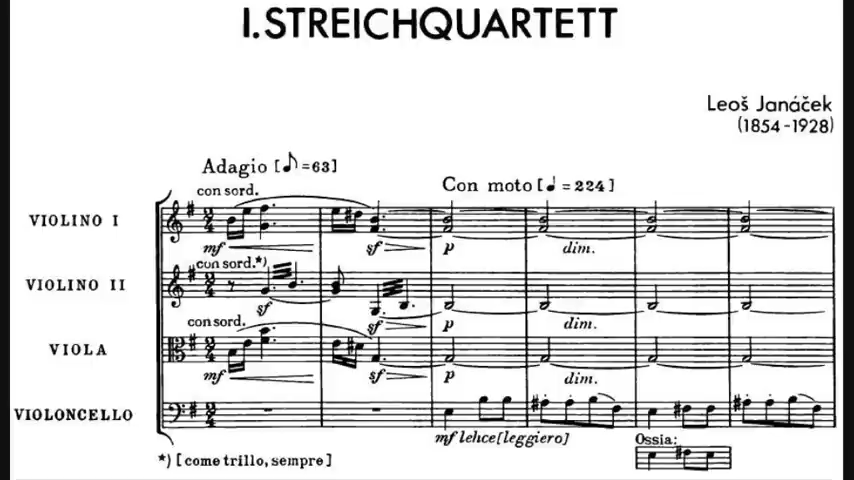 I. STREICHQUARTETT
Leoš Janáček
(1854-1928)
Adagio [♪=63]
con sord.
Con moto [♩=224]
VIOLINO I
mf
sf
p
dim.
con sord.*)
VIOLINO II
sf
sf
p
dim.
con sord.
VIOLA
mf
sf
p
dim.
VIOLONCELLO
mf lehce[leggiero]
Ossia:
*) [come trillo, sempre]